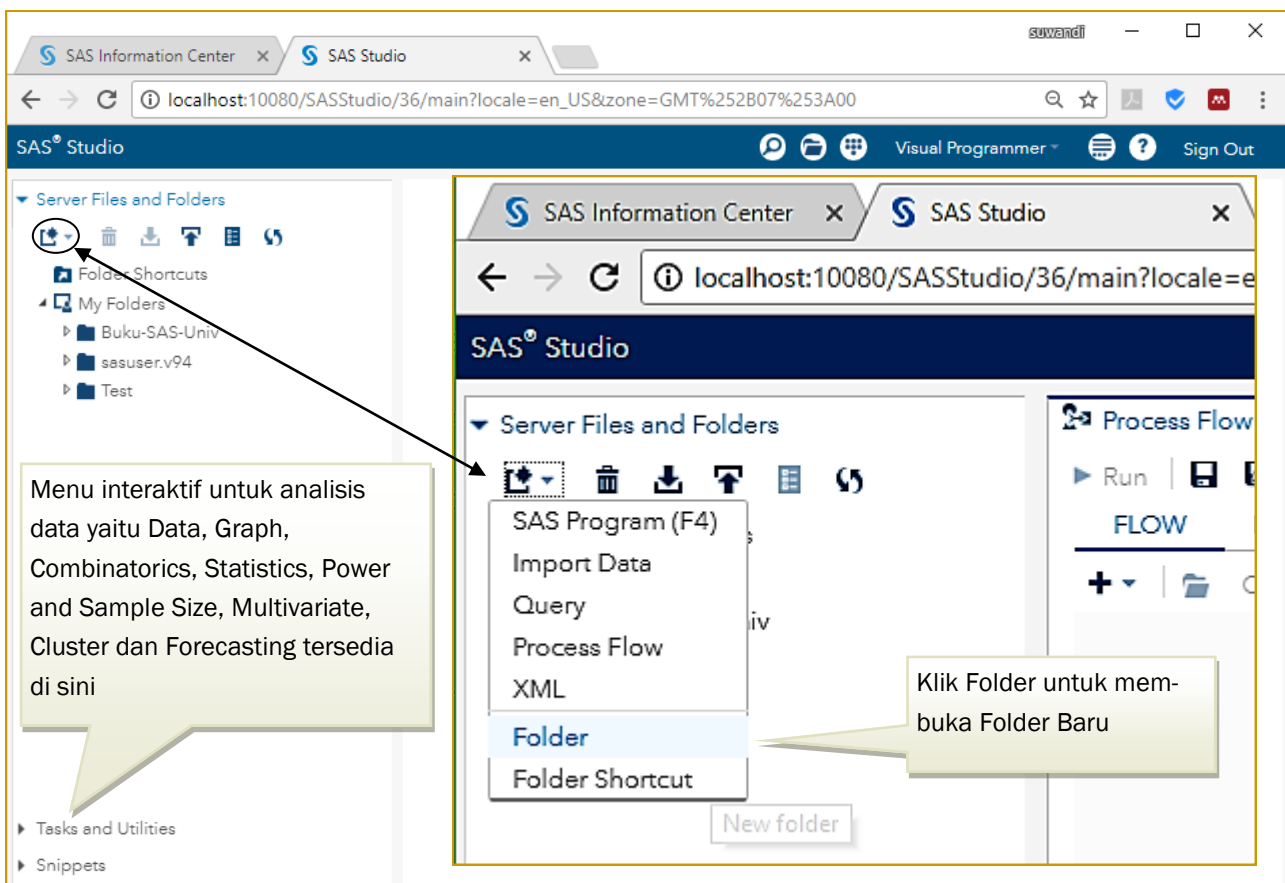 suwandi
SAS Information Center
SAS Studio
localhost:10080/SASStudio/36/main?locale=en_US&zone=GMT%252B07%253A00
SAS® Studio
Visual Programmer
Sign Out
Server Files and Folders
Folder Shortcuts
My Folders
Buku-SAS-Univ
sasuser.v94
Test
Menu interaktif untuk analisis
data yaitu Data, Graph,
Combinatorics, Statistics, Power
and Sample Size, Multivariate,
Cluster dan Forecasting tersedia
di sini
Tasks and Utilities
Snippets
SAS Information Center
SAS Studio
localhost:10080/SASStudio/36/main?locale=e
SAS® Studio
Server Files and Folders
SAS Program (F4)
Import Data
Query
iv
Process Flow
XML
Folder
Folder Shortcut
New folder
Process Flow
Run
FLOW
Klik Folder untuk mem-
buka Folder Baru